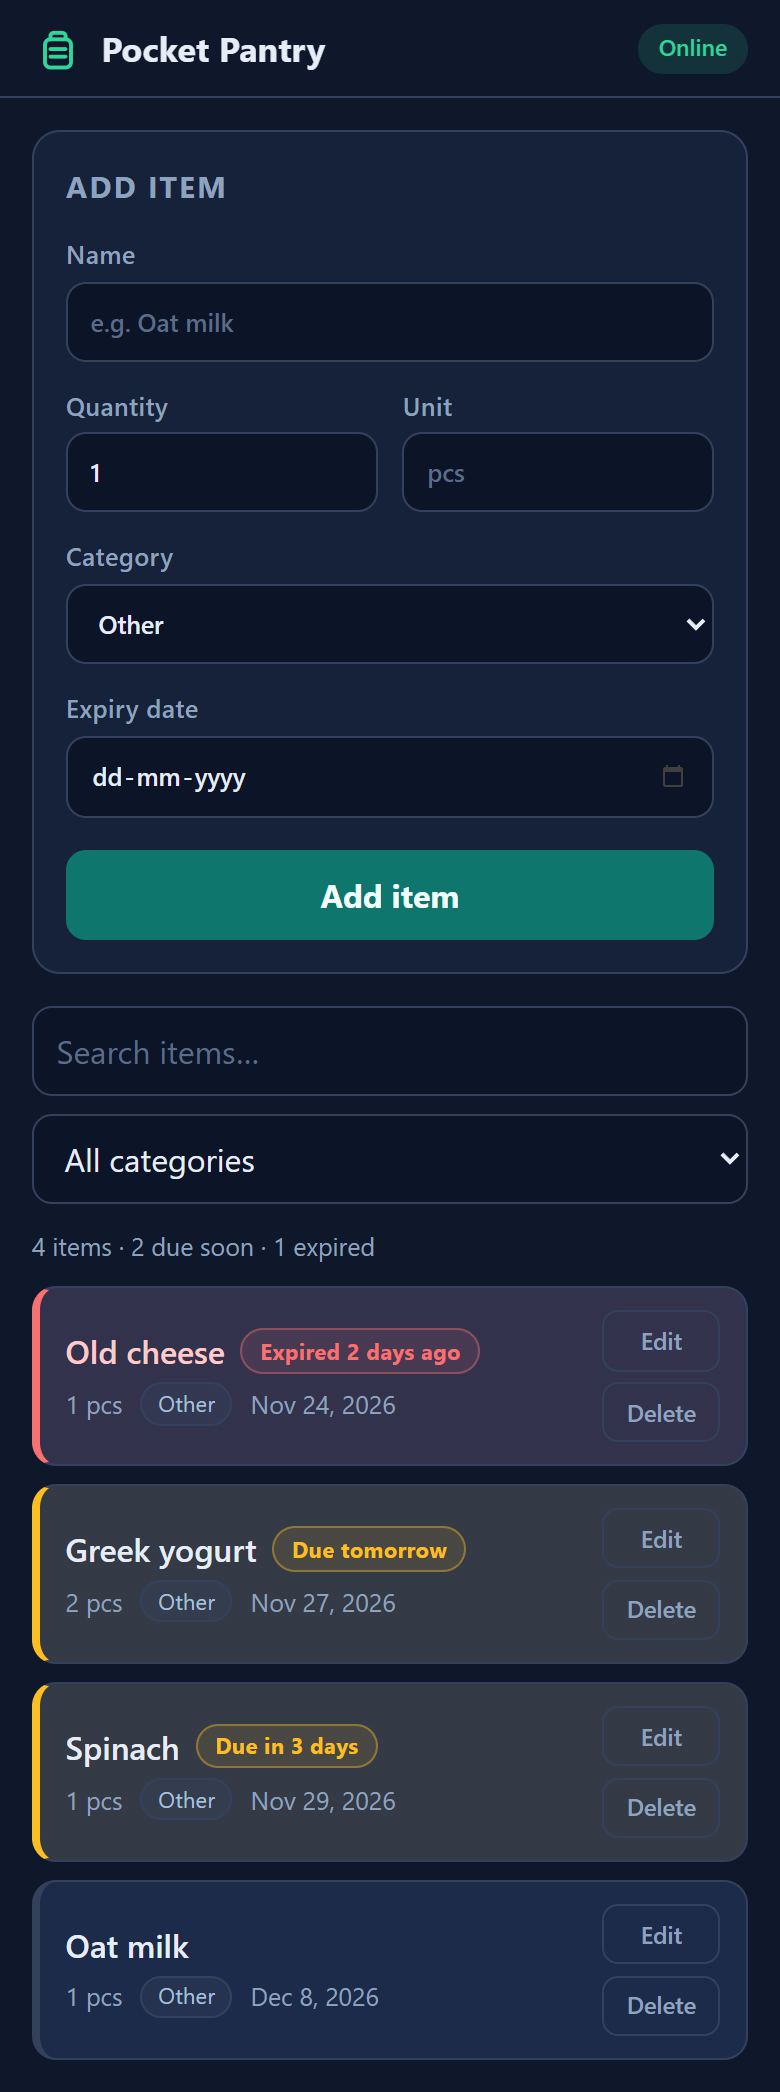 Pocket Pantry Online
ADD ITEM
Name
e.g. Oat milk
Quantity Unit
1 pcs
Category
Other
Expiry date
dd-mm-yyyy
Add item
Search items...
All categories
4 items · 2 due soon · 1 expired
Old cheese Expired 2 days ago Edit
1 pcs Other Nov 24, 2026 Delete
Greek yogurt Due tomorrow Edit
2 pcs Other Nov 27, 2026 Delete
Spinach Due in 3 days Edit
1 pcs Other Nov 29, 2026 Delete
Oat milk Edit
1 pcs Other Dec 8, 2026 Delete